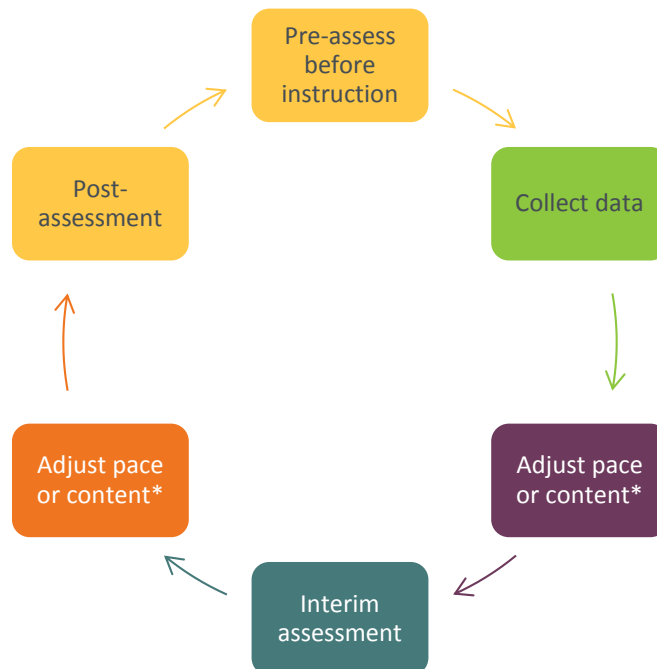 Pre-assess
before
instruction
Collect data
Adjust pace
or content*
Interim
assessment
Adjust pace
or content*
Post-
assessment